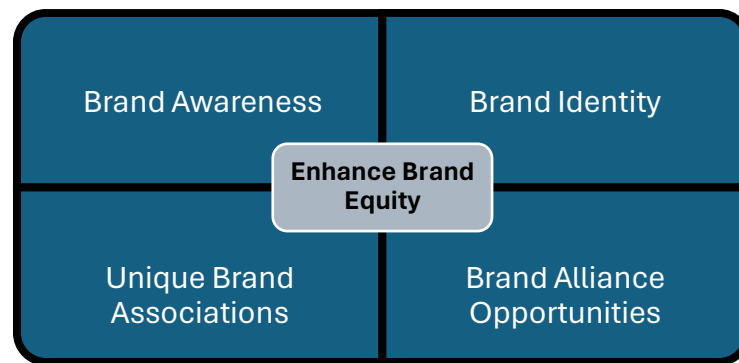 Brand Awareness
Brand Identity
Enhance Brand
Equity
Unique Brand
Associations
Brand Alliance
Opportunities